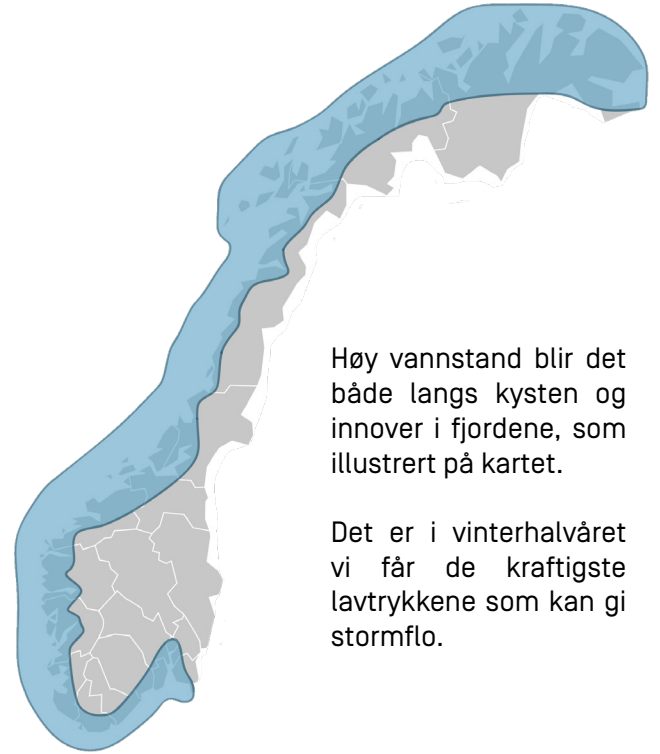 Høy vannstand blir det
både langs kysten og
innover i fjordene, som
illustrert på kartet.
Det er i vinterhalvåret
vi får de kraftigste
lavtrykkene som kan gi
stormflo.